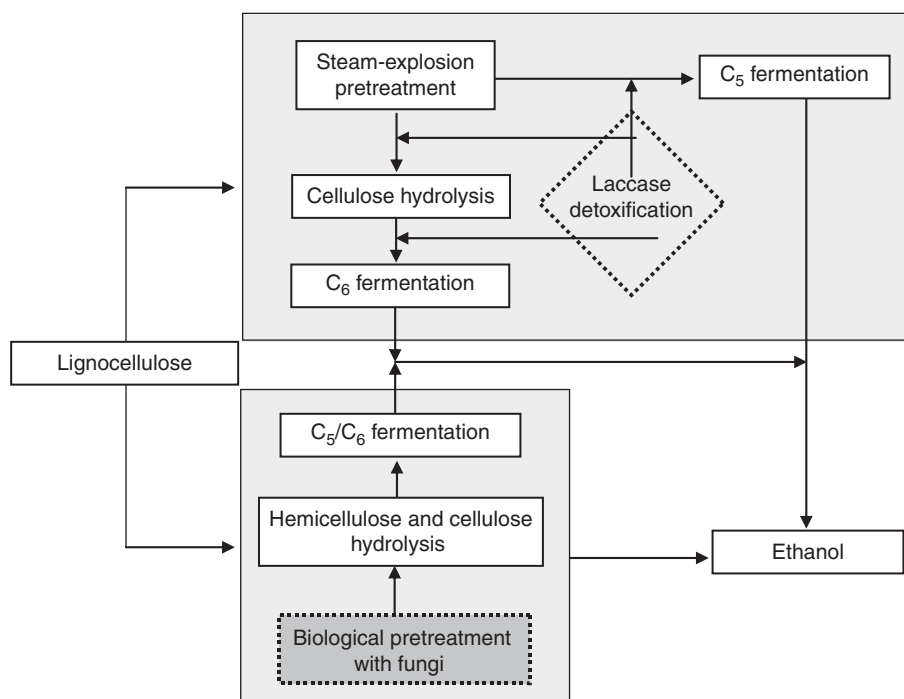 Steam-explosion
pretreatment
C₅ fermentation
Laccase
detoxification
Cellulose hydrolysis
C₆ fermentation
Lignocellulose
C₅/C₆ fermentation
Hemicellulose and cellulose
hydrolysis
Ethanol
Biological pretreatment
with fungi